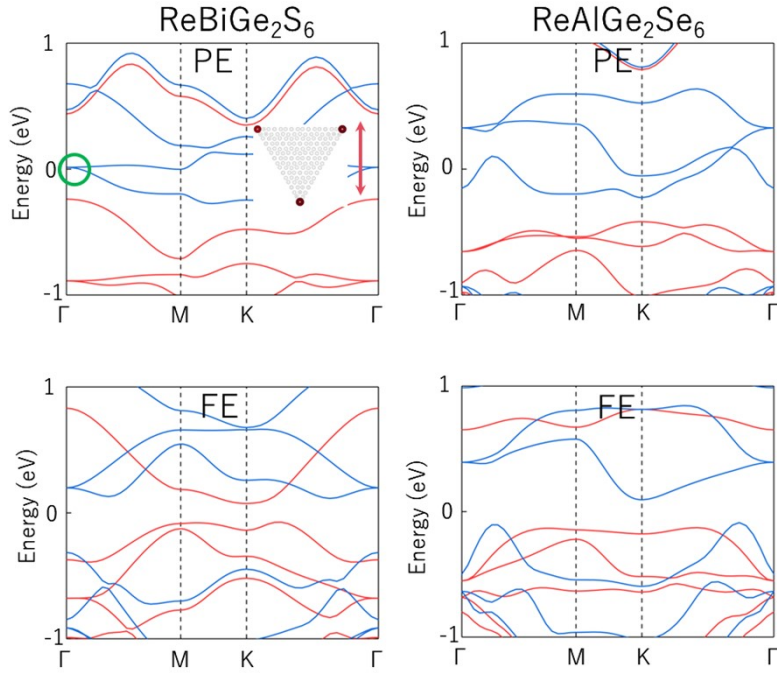 ReBiGe₂S₆
ReAlGe₂Se₆
PE
1
0
-1
Energy (eV)
Γ
M
K
Γ
PE
1
0
-1
Energy (eV)
Γ
M
K
Γ
FE
1
0
-1
Energy (eV)
Γ
M
K
Γ
FE
1
0
-1
Energy (eV)
Γ
M
K
Γ